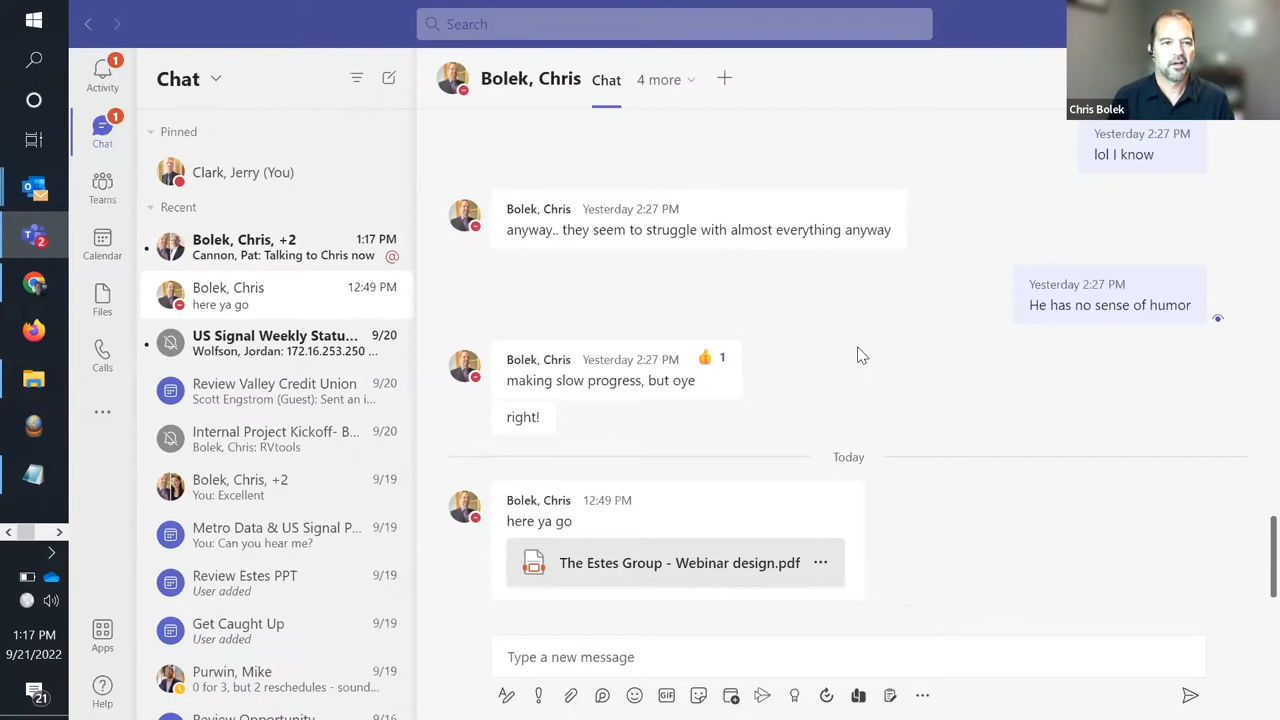 Search
Chris Bolek
Activity
1
Chat
1
Teams
Calendar
Files
Calls
Apps
Help
2
1:17 PM
9/21/2022
21
Chat
Pinned
Clark, Jerry (You)
Recent
Bolek, Chris, +2 1:17 PM
Cannon, Pat: Talking to Chris now @
Bolek, Chris 12:49 PM
here ya go
US Signal Weekly Statu... 9/20
Wolfson, Jordan: 172.16.253.250 ...
Review Valley Credit Union 9/20
Scott Engstrom (Guest): Sent an i...
Internal Project Kickoff- B... 9/20
Bolek, Chris: RVtools
Bolek, Chris, +2 9/19
You: Excellent
Metro Data & US Signal P... 9/19
You: Can you hear me?
Review Estes PPT 9/19
User added
Get Caught Up 9/19
User added
Purwin, Mike 9/19
0 for 3, but 2 reschedules - sound...
Review Opportunity 9/16
Bolek, Chris Chat 4 more
Yesterday 2:27 PM
lol I know
Bolek, Chris Yesterday 2:27 PM
anyway.. they seem to struggle with almost everything anyway
Yesterday 2:27 PM
He has no sense of humor
Bolek, Chris Yesterday 2:27 PM 👍 1
making slow progress, but oye
right!
Today
Bolek, Chris 12:49 PM
here ya go
The Estes Group - Webinar design.pdf
Type a new message
GIF